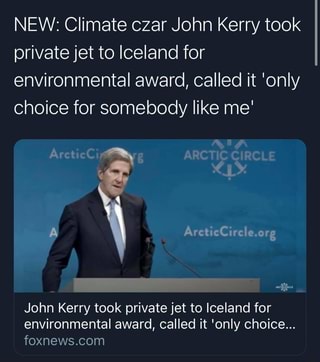 NEW: Climate czar John Kerry took
private jet to Iceland for
environmental award, called it 'only
choice for somebody like me'
ArcticCi
rg
ARCTIC CIRCLE
A
ArcticCircle.org
John Kerry took private jet to Iceland for
environmental award, called it 'only choice...
foxnews.com